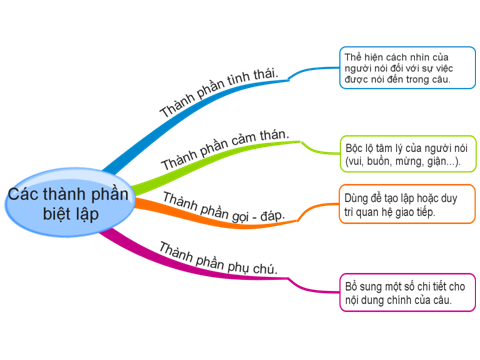 Các thành phần
biệt lập
Thành phần tình thái.
Thể hiện cách nhìn của
người nói đối với sự việc
được nói đến trong câu.
Thành phần cảm thán.
Bộc lộ tâm lý của người nói
(vui, buồn, mừng, giận...).
Thành phần gọi - đáp.
Dùng để tạo lập hoặc duy
trì quan hệ giao tiếp.
Thành phần phụ chú.
Bổ sung một số chi tiết cho
nội dung chính của câu.